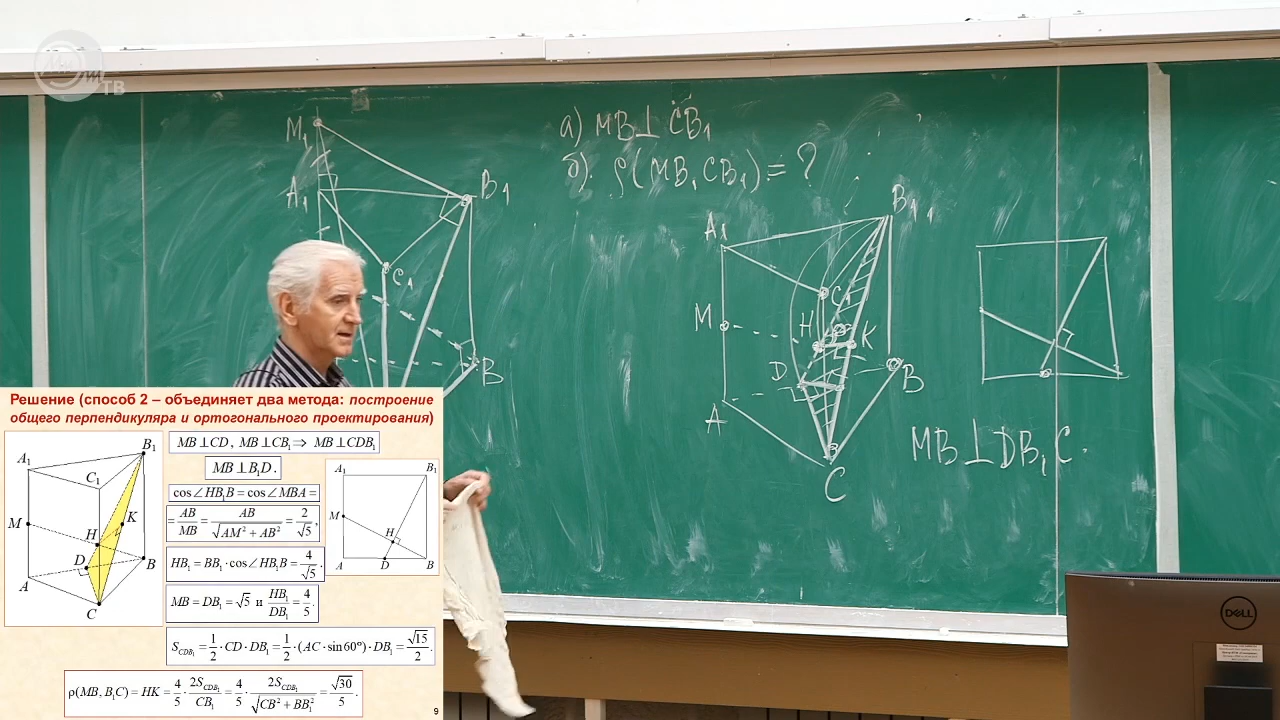 МИФ
ТВ
а) MB⊥CB₁
б). ρ(MB, CB₁) = ?
M₁
A₁
B₁
C₁
B
A₁
B₁
C₁
M
H
K
D
B
A
C
MB⊥DB₁C.
Решение (способ 2 – объединяет два метода: построение
общего перпендикуляра и ортогонального проектирования)
B₁
A₁
C₁
M
K
H
D
B
A
C
MB⊥CD, MB⊥CB₁ ⇒ MB⊥CDB₁
MB⊥B₁D.
cos∠HB₁B = cos∠MBA =
= AB/MB = AB/√(AM² + AB²) = 2/√5,
HB₁ = BB₁·cos∠HB₁B = 4/√5.
MB = DB₁ = √5 и HB₁/DB₁ = 4/5.
A₁
B₁
M
H
A
D
B
S_CDB₁ = 1/2·CD·DB₁ = 1/2·(AC·sin60°)·DB₁ = √15/2.
ρ(MB, B₁C) = HK = 4/5·2S_CDB₁/CB₁ = 4/5·2S_CDB₁/√(CB² + BB₁²) = √30/5.
9
DELL